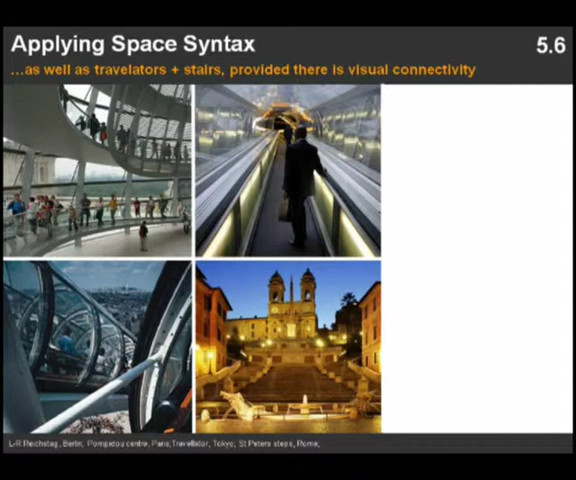 Applying Space Syntax
5.6
...as well as travelators + stairs, provided there is visual connectivity
L-R Reichstag, Berlin; Pompidou centre, Paris;Travellator, Tokyo; St Peters steps, Rome;